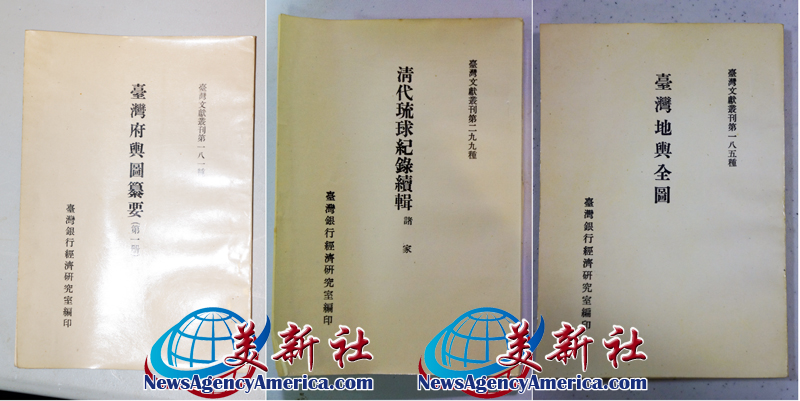 臺灣文獻叢刊第一八一種
臺灣府輿圖纂要（第一冊）
臺灣銀行經濟研究室編印
臺灣文獻叢刊第二九九種
清代琉球紀錄續輯 諸家
臺灣銀行經濟研究室編印
臺灣文獻叢刊第一八五種
臺灣地輿全圖
臺灣銀行經濟研究室編印
美新社
NewsAgencyAmerica.com
美新社
NewsAgencyAmerica.com